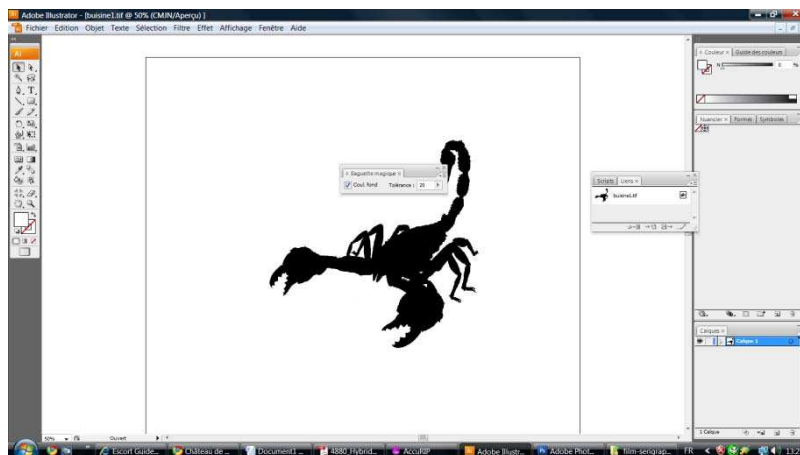 Adobe Illustrator - [buisine1.tif @ 50% (CMJN/Aperçu) ]
Fichier Edition Objet Texte Sélection Filtre Effet Affichage Fenêtre Aide
Ai
Couleur × Guide des couleurs
N 0 %
Nuancier × Formes Symboles
Baguette magique ×
Coul. fond Tolérance : 20
Scripts Liens ×
buisine1.tif
Calques ×
Calque 1
1 Calque
50% Ouvert
Escort Guide... Château de ... Document1 ... 4880_Hybrid... AccuRIP Adobe Illustr... Adobe Phot... film-serigrap... FR